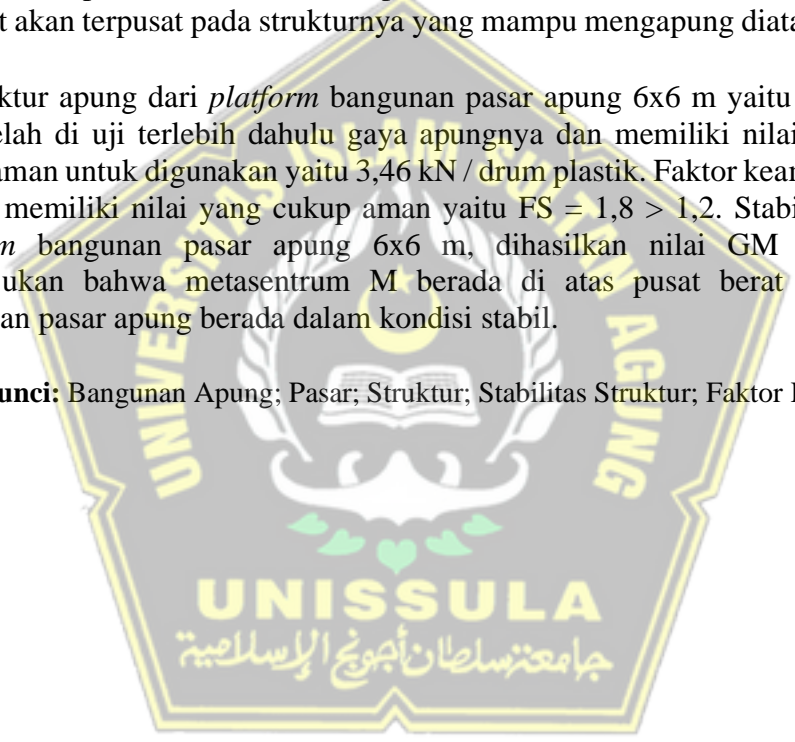 t akan terpusat pada strukturnya yang mampu mengapung diata
ktur apung dari platform bangunan pasar apung 6x6 m yaitu
elah di uji terlebih dahulu gaya apungnya dan memiliki nilai
aman untuk digunakan yaitu 3,46 kN / drum plastik. Faktor kean
memiliki nilai yang cukup aman yaitu FS = 1,8 > 1,2. Stabi
m bangunan pasar apung 6x6 m, dihasilkan nilai GM
ukan bahwa metasentrum M berada di atas pusat berat
an pasar apung berada dalam kondisi stabil.
unci: Bangunan Apung; Pasar; Struktur; Stabilitas Struktur; Faktor
UNIVERSITAS ISLAM SULTAN AGUNG
UNISSULA
جامعة سلطان أجونج الإسلامية